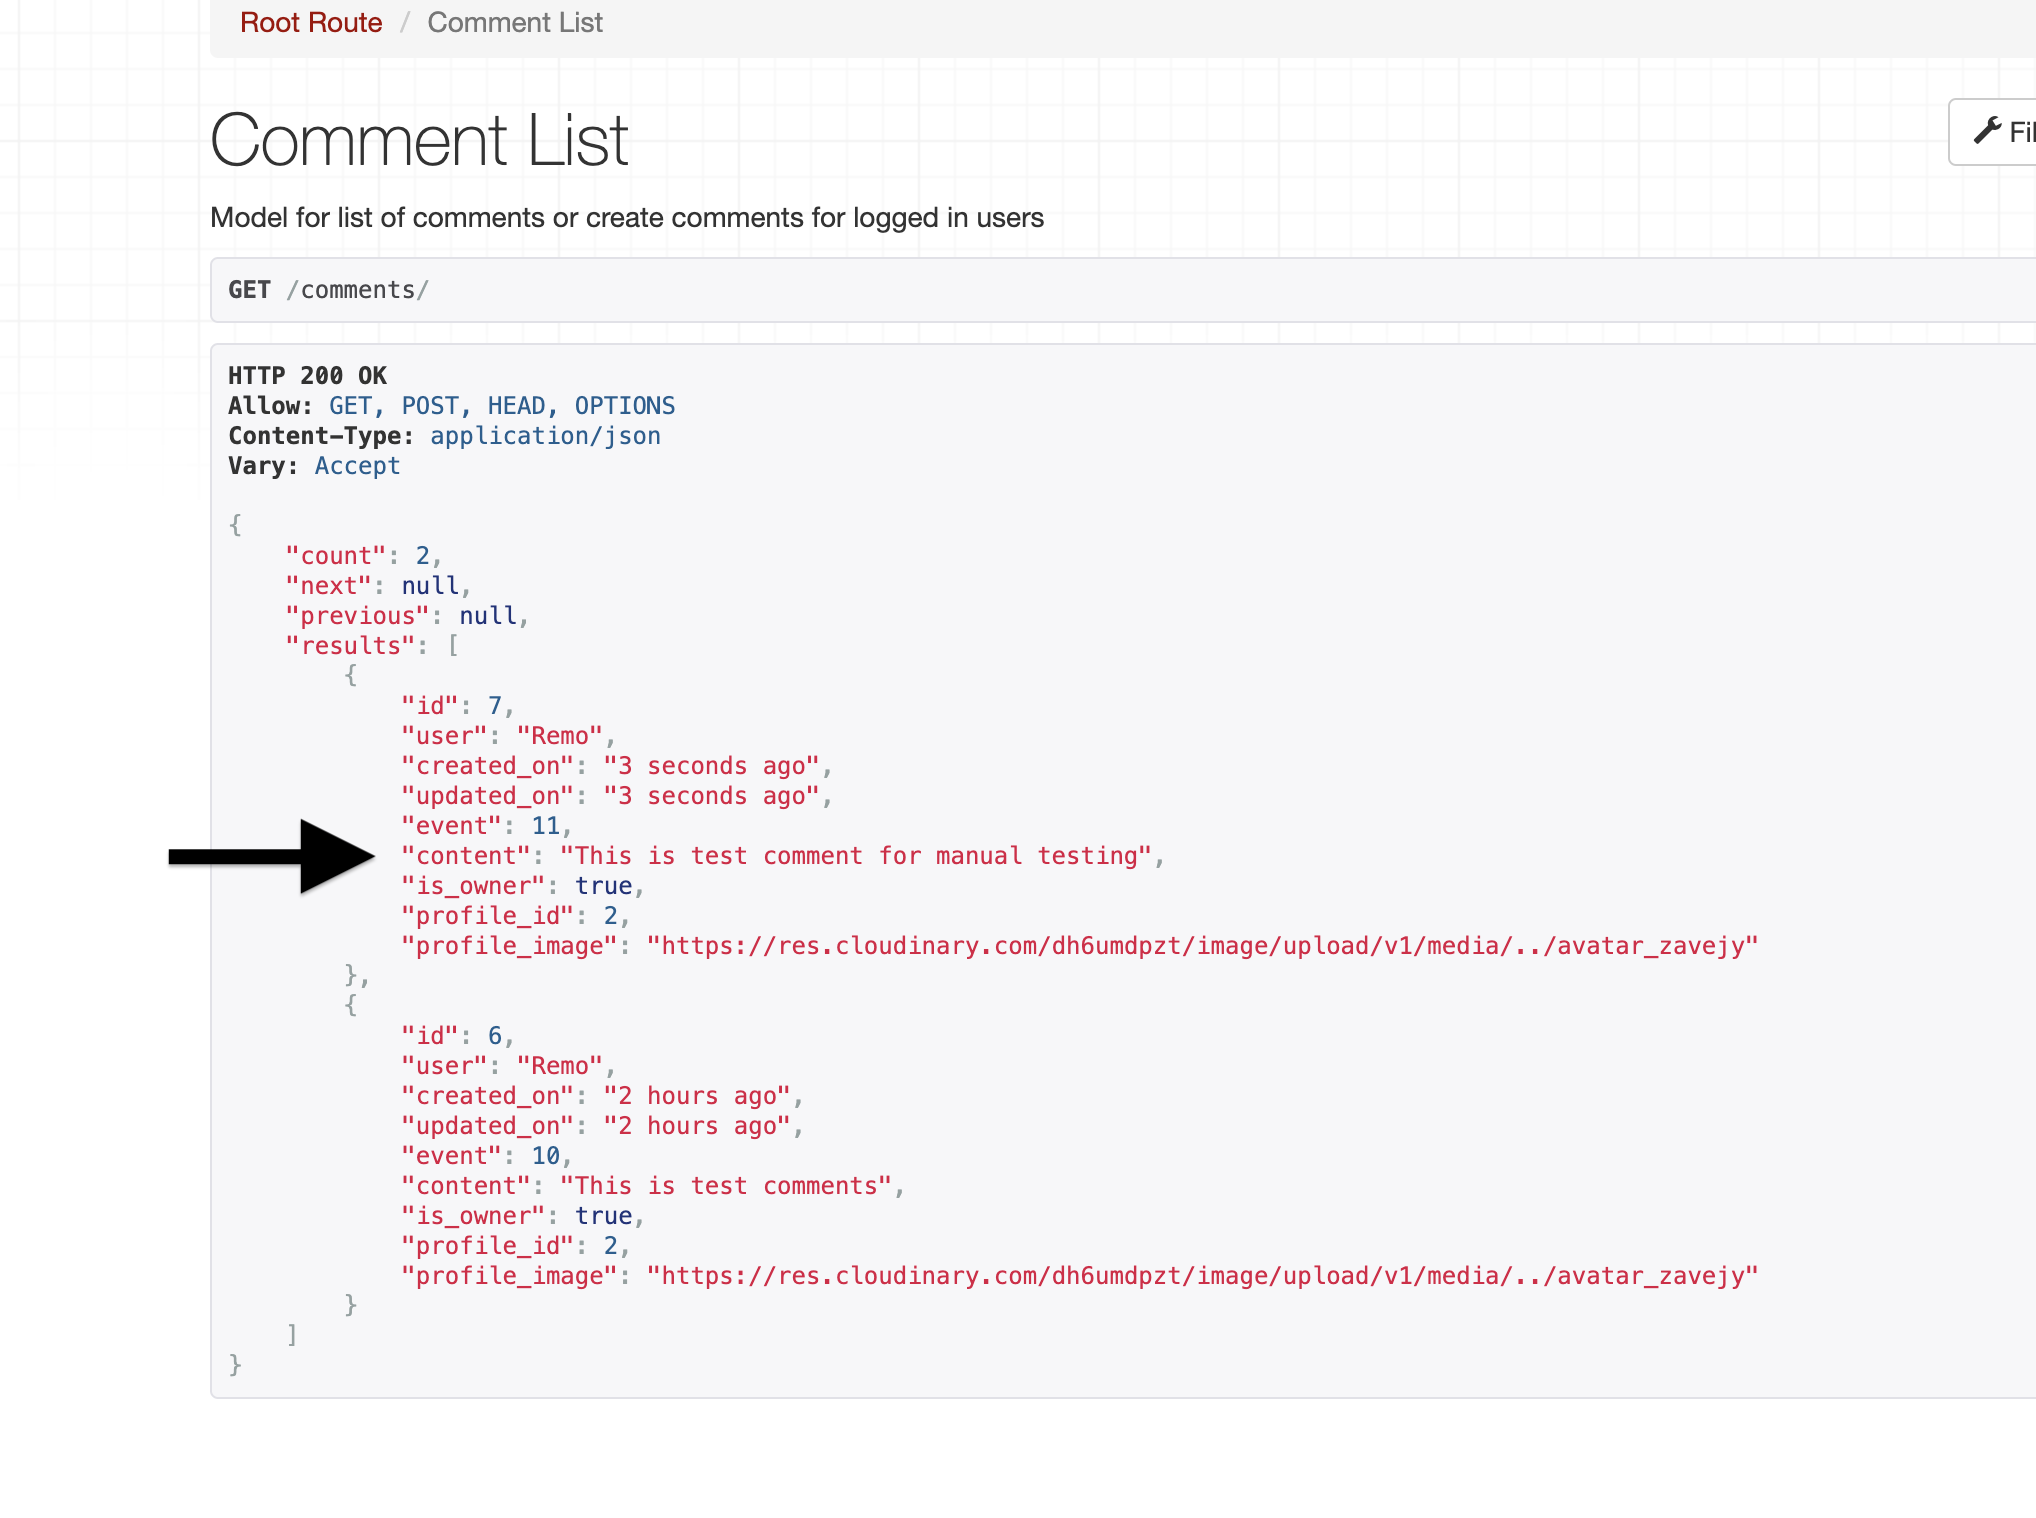 Root Route / Comment List
Comment List
Fil
Model for list of comments or create comments for logged in users
GET /comments/
HTTP 200 OK
Allow: GET, POST, HEAD, OPTIONS
Content-Type: application/json
Vary: Accept
{
    "count": 2,
    "next": null,
    "previous": null,
    "results": [
        {
            "id": 7,
            "user": "Remo",
            "created_on": "3 seconds ago",
            "updated_on": "3 seconds ago",
            "event": 11,
            "content": "This is test comment for manual testing",
            "is_owner": true,
            "profile_id": 2,
            "profile_image": "https://res.cloudinary.com/dh6umdpzt/image/upload/v1/media/../avatar_zavejy"
        },
        {
            "id": 6,
            "user": "Remo",
            "created_on": "2 hours ago",
            "updated_on": "2 hours ago",
            "event": 10,
            "content": "This is test comments",
            "is_owner": true,
            "profile_id": 2,
            "profile_image": "https://res.cloudinary.com/dh6umdpzt/image/upload/v1/media/../avatar_zavejy"
        }
    ]
}